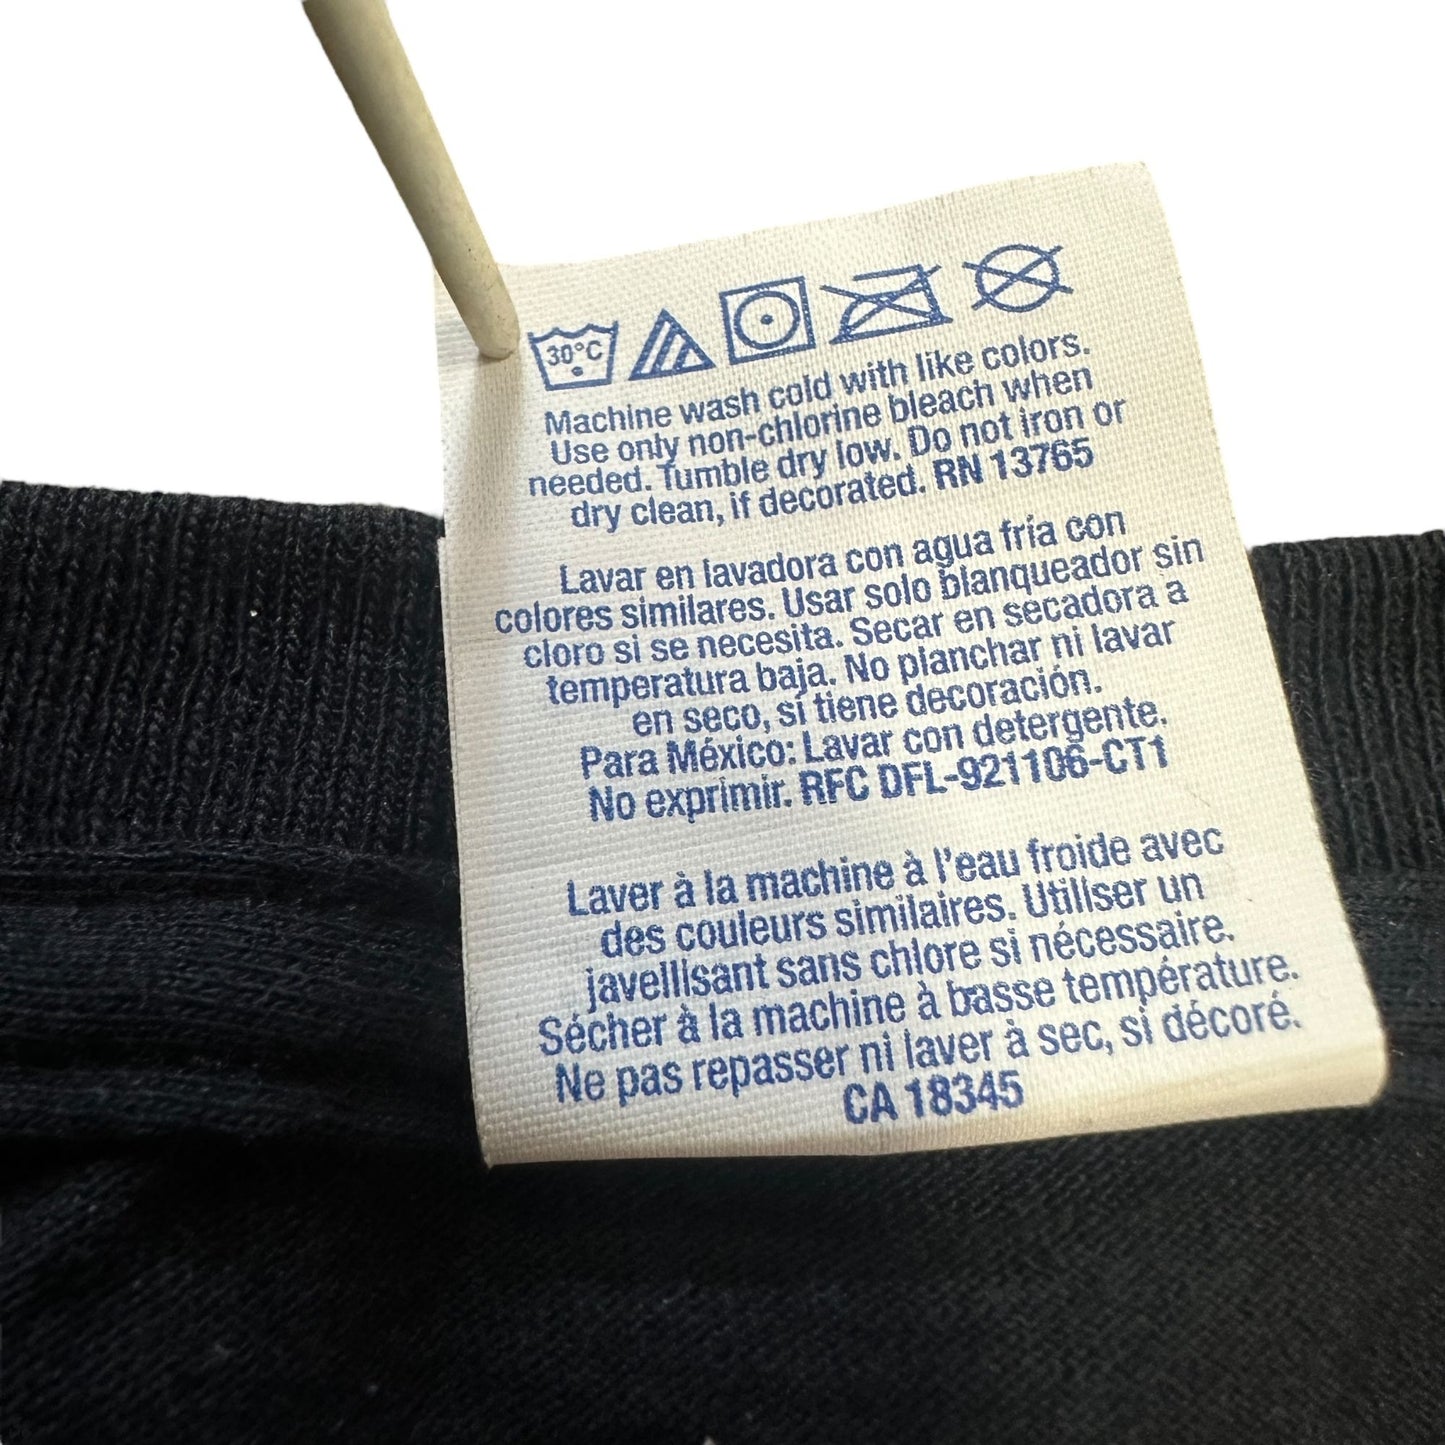 30°C
Machine wash cold with like colors.
Use only non-chlorine bleach when
needed. Tumble dry low. Do not iron or
dry clean, if decorated. RN 13765
Lavar en lavadora con agua fría con
colores similares. Usar solo blanqueador sin
cloro si se necesita. Secar en secadora a
temperatura baja. No planchar ni lavar
en seco, si tiene decoración.
Para México: Lavar con detergente.
No exprimir. RFC DFL-921106-CT1
Laver à la machine à l'eau froide avec
des couleurs similaires. Utiliser un
javellisant sans chlore si nécessaire.
Sécher à la machine à basse température.
Ne pas repasser ni laver à sec, si décoré.
CA 18345